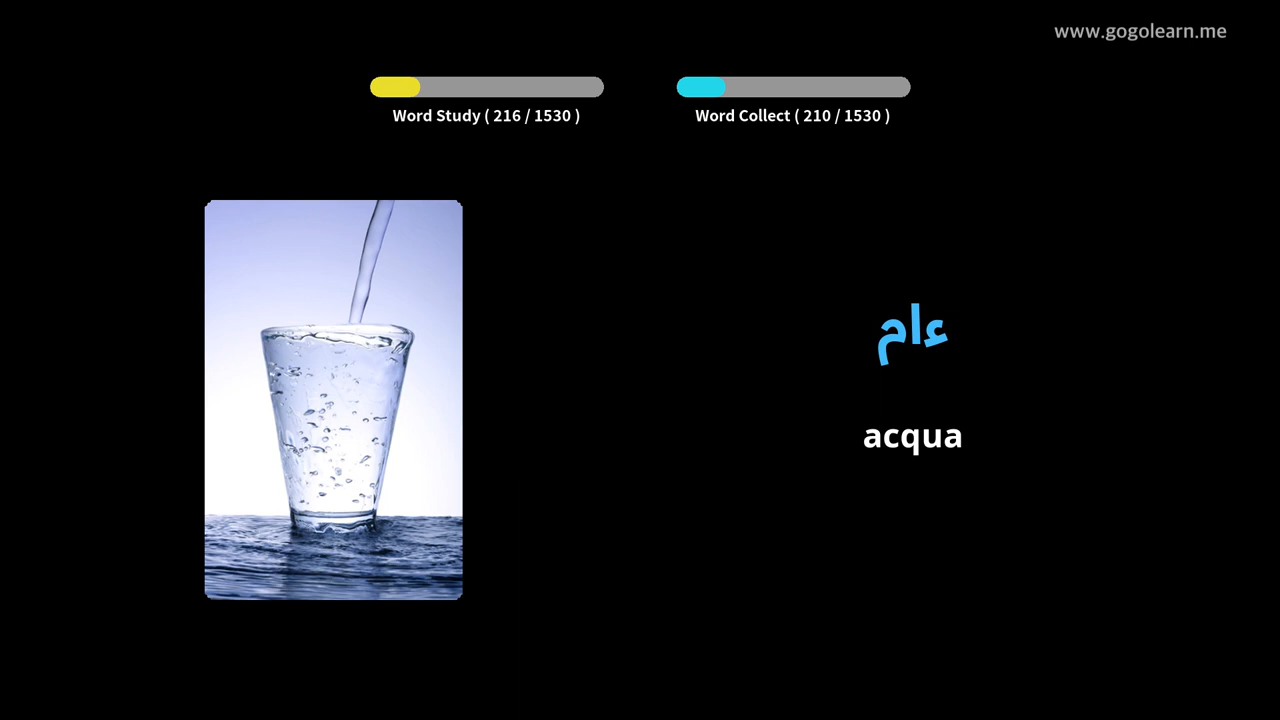 www.gogolearn.me
Word Study ( 216 / 1530 )
Word Collect ( 210 / 1530 )
ءام
acqua